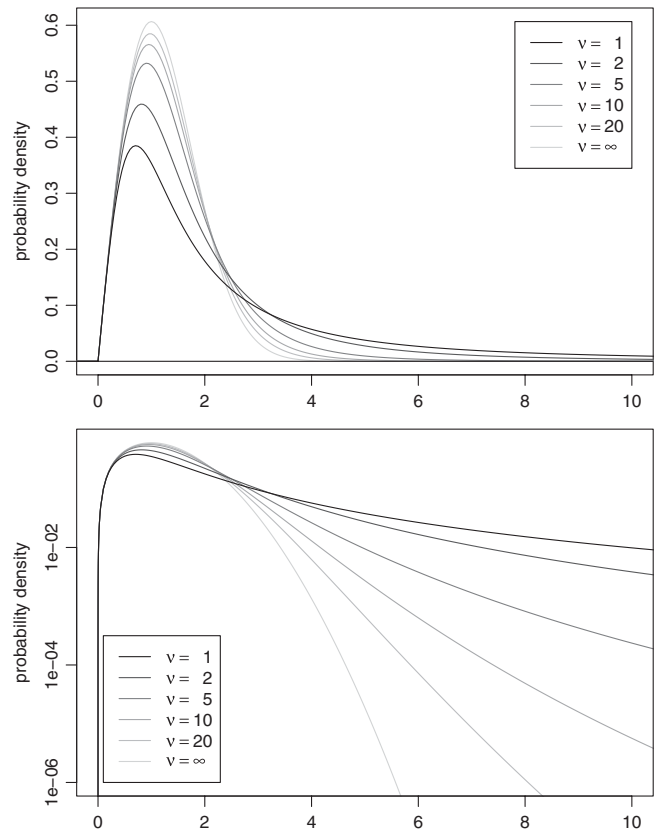 probability density
0.6
0.5
0.4
0.3
0.2
0.1
0.0
0 2 4 6 8 10
ν = 1
ν = 2
ν = 5
ν = 10
ν = 20
ν = ∞
probability density
1e−02
1e−04
1e−06
ν = 1
ν = 2
ν = 5
ν = 10
ν = 20
ν = ∞
0 2 4 6 8 10